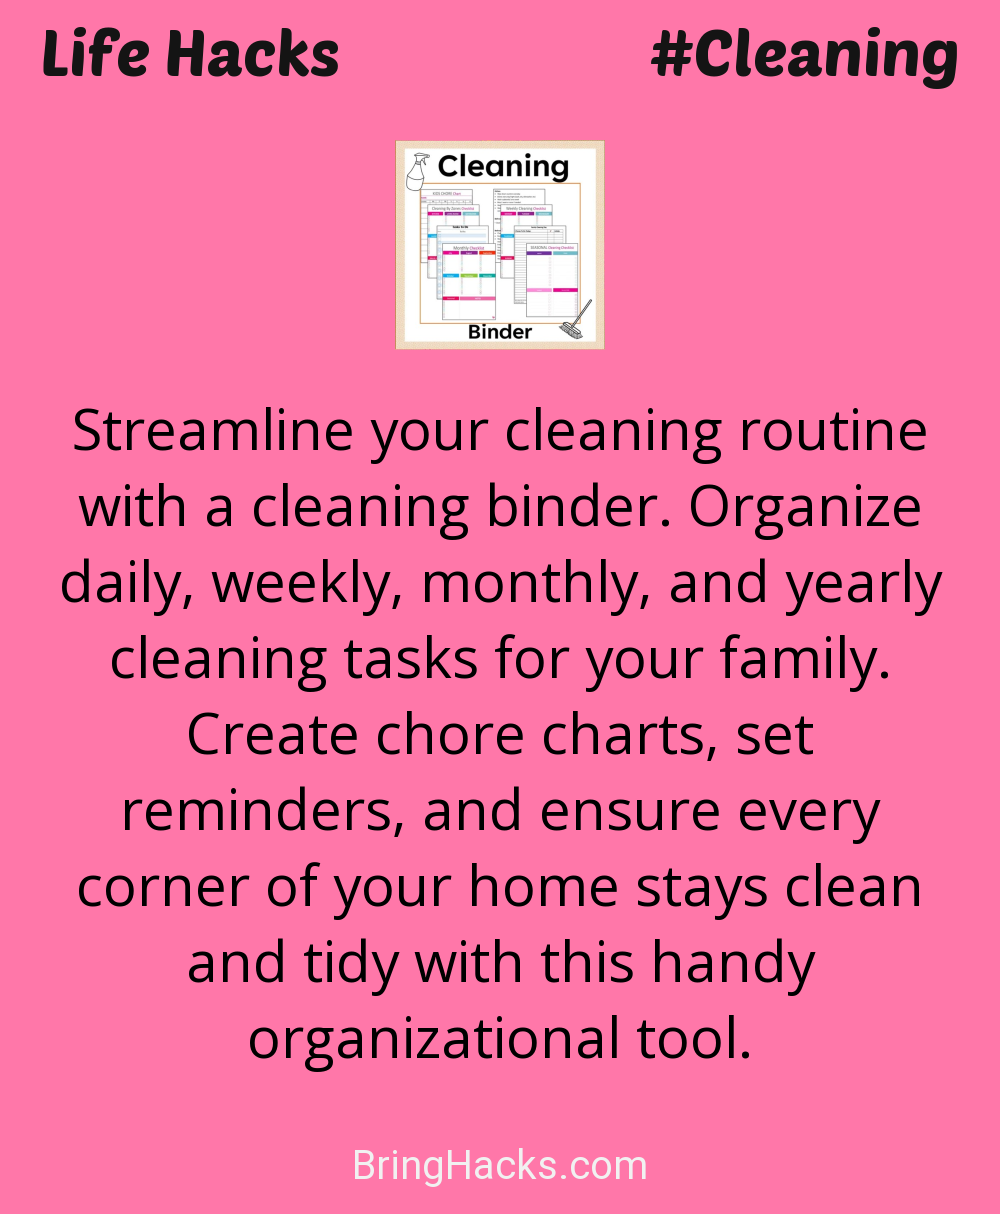 Life Hacks #Cleaning
Cleaning
KIDS CHORE Chart
Cleaning By Zones Checklist
Weekly Cleaning Checklist
Monthly Checklist
SEASONAL Cleaning Checklist
Binder
Streamline your cleaning routine
with a cleaning binder. Organize
daily, weekly, monthly, and yearly
cleaning tasks for your family.
Create chore charts, set
reminders, and ensure every
corner of your home stays clean
and tidy with this handy
organizational tool.
BringHacks.com